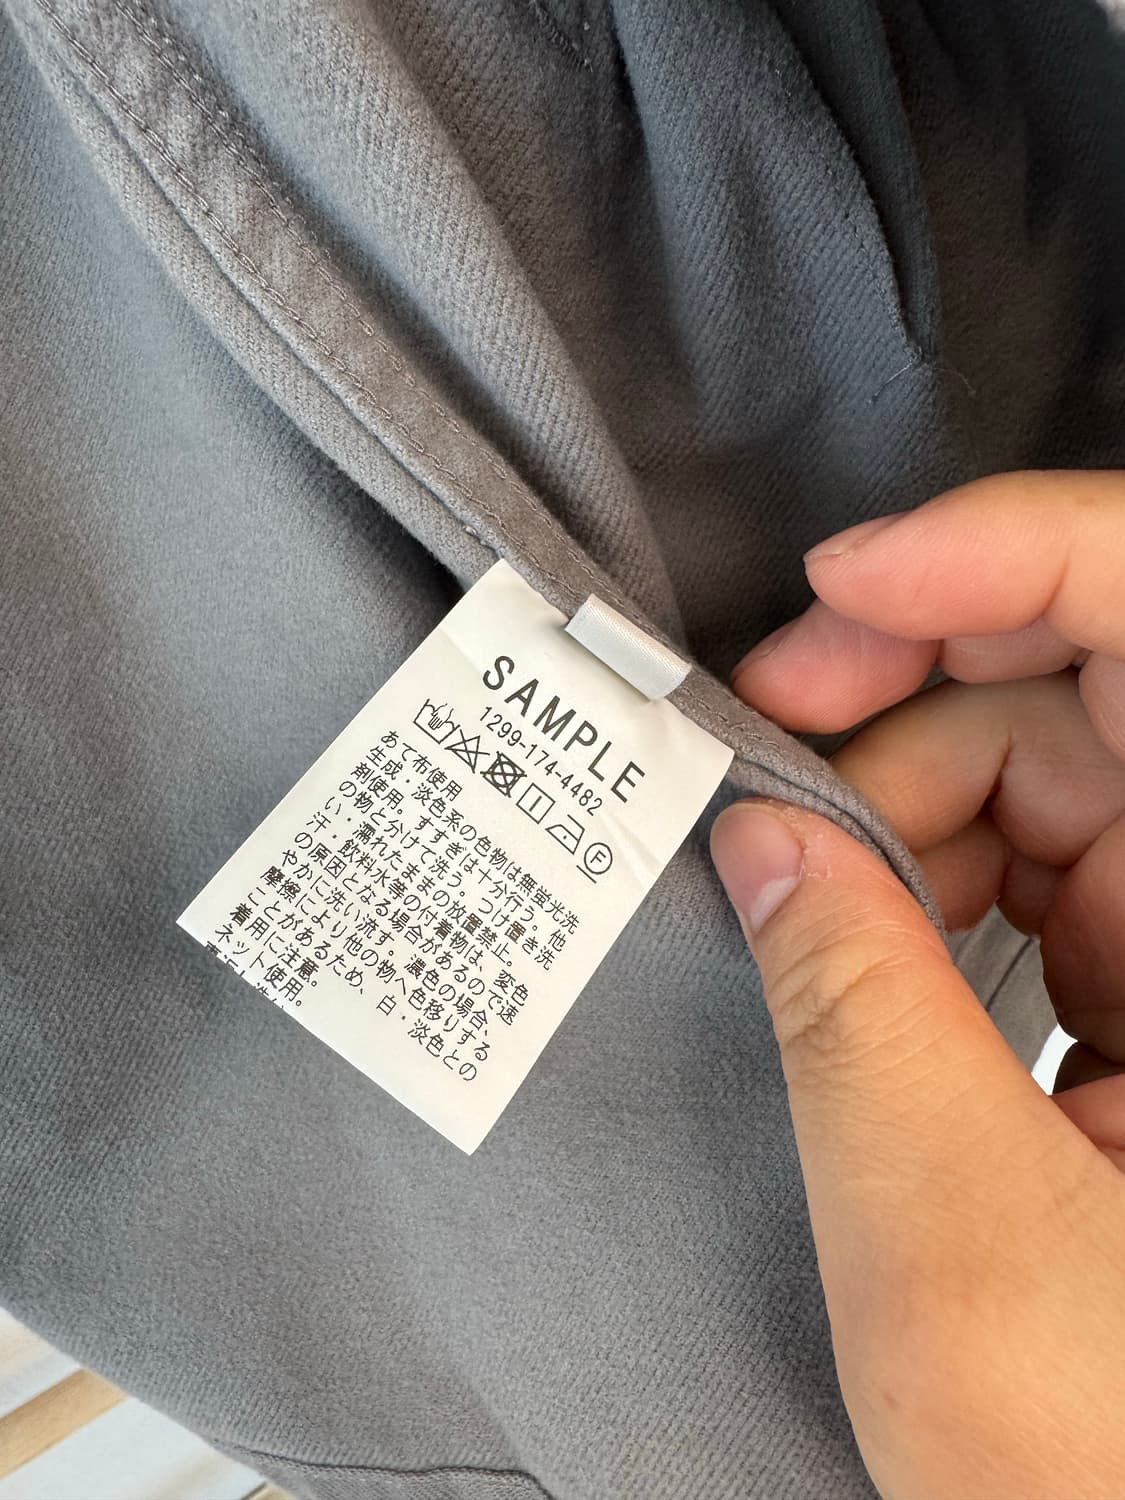 SAMPLE
1299-174-4482
F
あて布使用
生成・淡色系の色物は無蛍光洗
剤使用。すすぎは十分行う。他
の物と分けて洗う。つけ置き洗
い・濡れたままの放置禁止。
汗・飲料水等の付着物は、変色
の原因となる場合があるので速
やかに洗い流す。濃色の場合、
摩擦により他の物へ色移りする
ことがあるため、白・淡色との
着用に注意。
ネット使用。